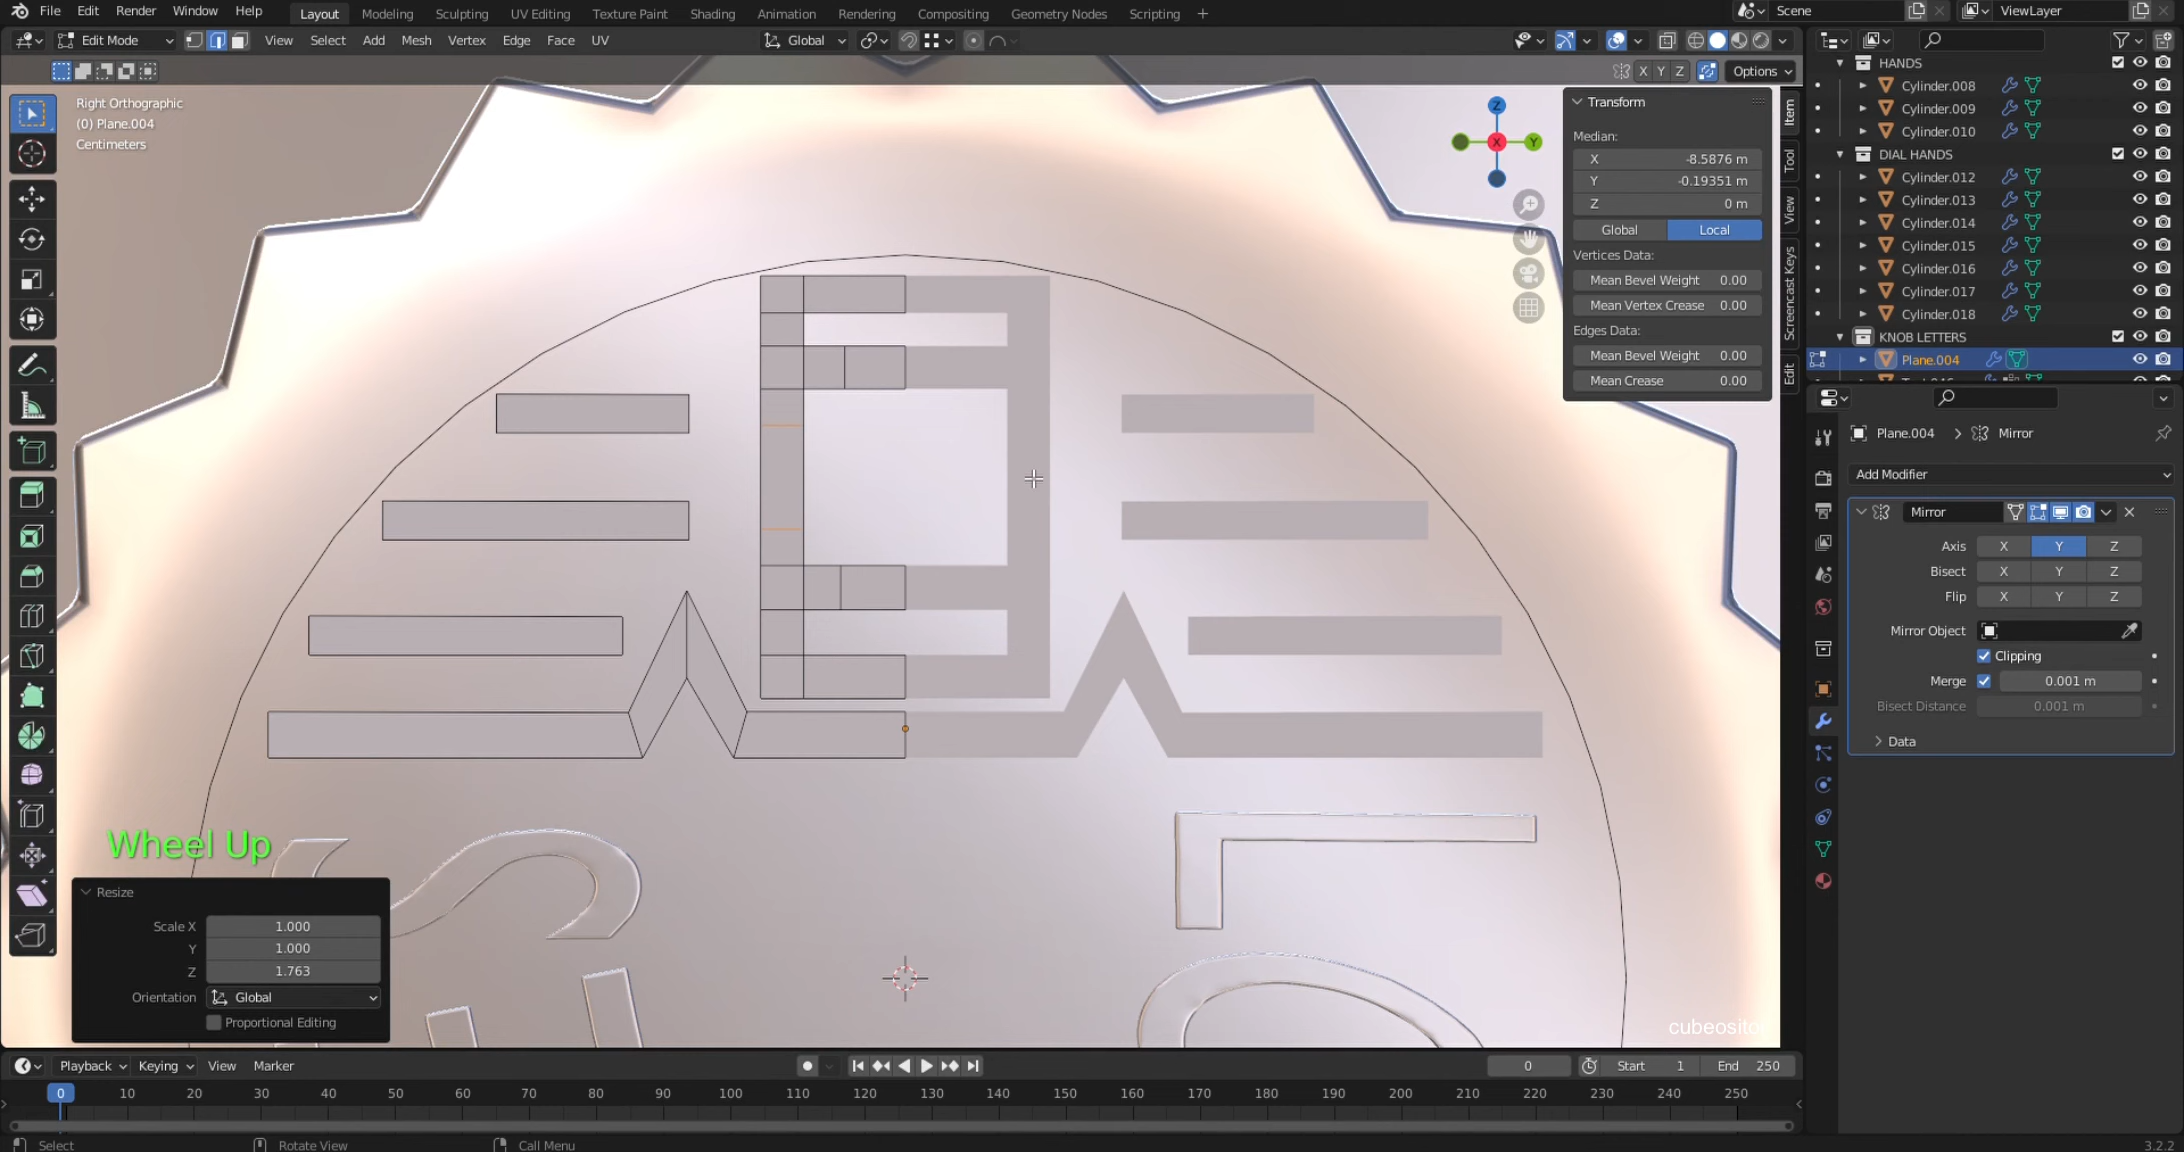 File Edit Render Window Help Layout Modeling Sculpting UV Editing Texture Paint Shading Animation Rendering Compositing Geometry Nodes Scripting + Scene ViewLayer
Edit Mode View Select Add Mesh Vertex Edge Face UV Global
X Y Z Options
Right Orthographic
(0) Plane.004
Centimeters
Z
X
Y
Transform
Median:
X -8.5876 m
Y -0.19351 m
Z 0 m
Global Local
Vertices Data:
Mean Bevel Weight 0.00
Mean Vertex Crease 0.00
Edges Data:
Mean Bevel Weight 0.00
Mean Crease 0.00
Item
Tool
View
Screencast Keys
Edit
HANDS
Cylinder.008
Cylinder.009
Cylinder.010
DIAL HANDS
Cylinder.012
Cylinder.013
Cylinder.014
Cylinder.015
Cylinder.016
Cylinder.017
Cylinder.018
KNOB LETTERS
Plane.004
Plane.004 > Mirror
Add Modifier
Mirror
Axis X Y Z
Bisect X Y Z
Flip X Y Z
Mirror Object
Clipping
Merge 0.001 m
Bisect Distance 0.001 m
Data
Wheel Up
Resize
Scale X 1.000
Y 1.000
Z 1.763
Orientation Global
Proportional Editing
Playback Keying View Marker 0 Start 1 End 250
0 10 20 30 40 50 60 70 80 90 100 110 120 130 140 150 160 170 180 190 200 210 220 230 240 250
Select Rotate View Call Menu 3.2.2